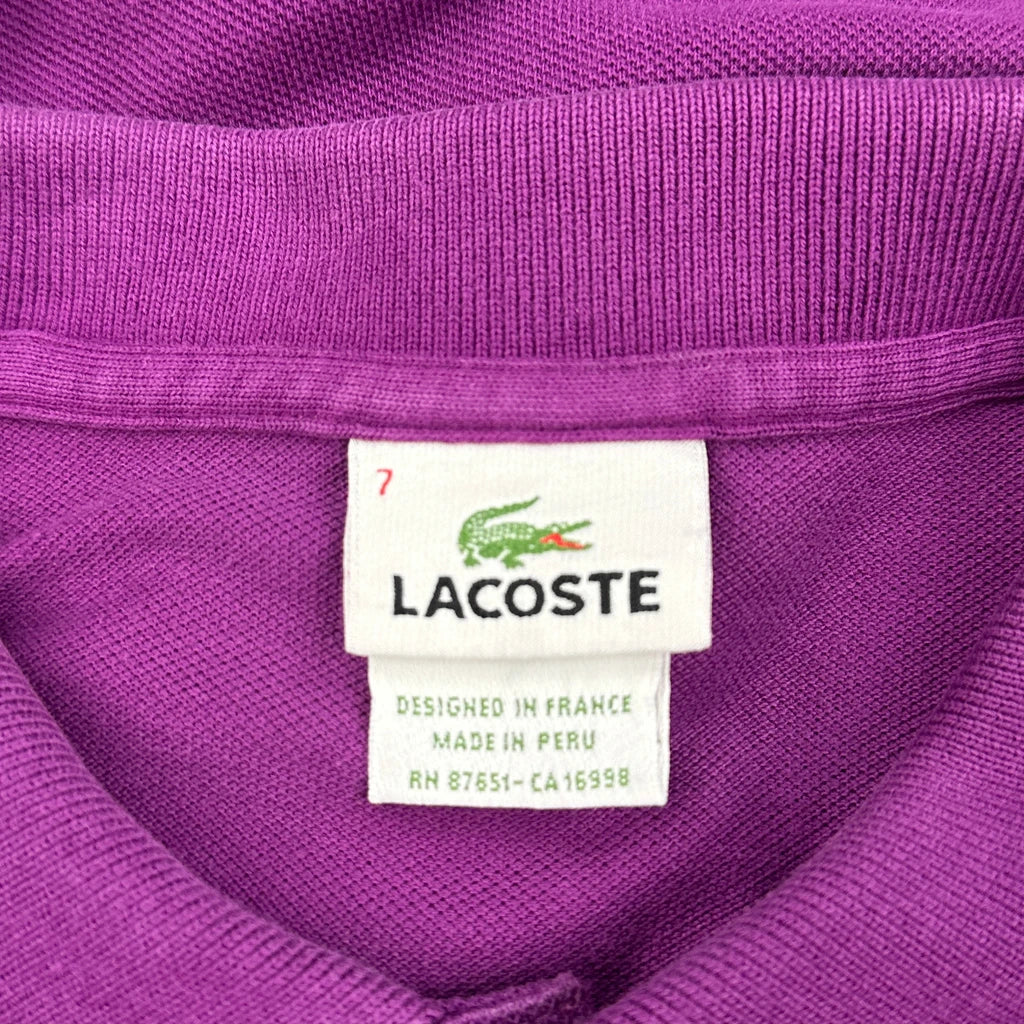 7
LACOSTE
DESIGNED IN FRANCE
MADE IN PERU
RN 87651-CA 16998